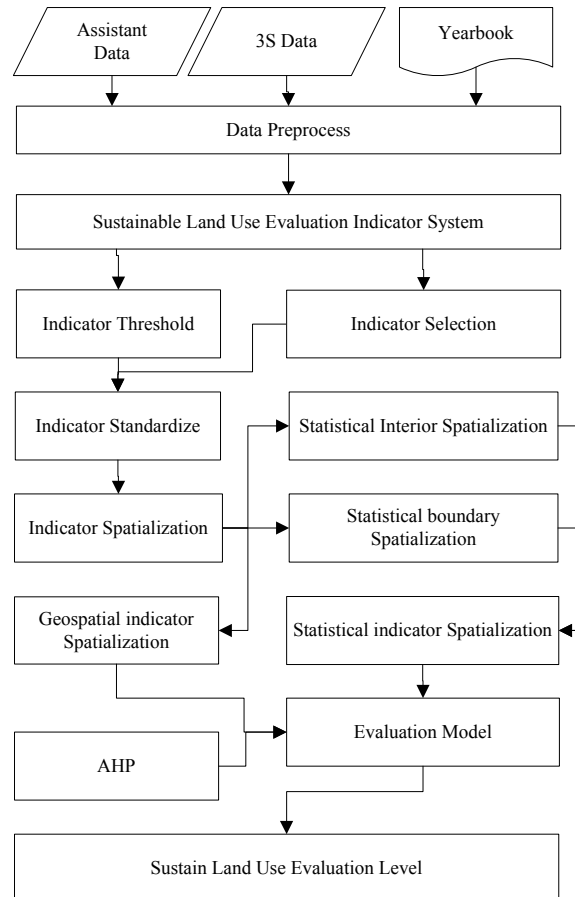 Assistant
Data
3S Data
Yearbook
Data Preprocess
Sustainable Land Use Evaluation Indicator System
Indicator Threshold
Indicator Selection
Indicator Standardize
Statistical Interior Spatialization
Indicator Spatialization
Statistical boundary
Spatialization
Geospatial indicator
Spatialization
Statistical indicator Spatialization
Evaluation Model
AHP
Sustain Land Use Evaluation Level